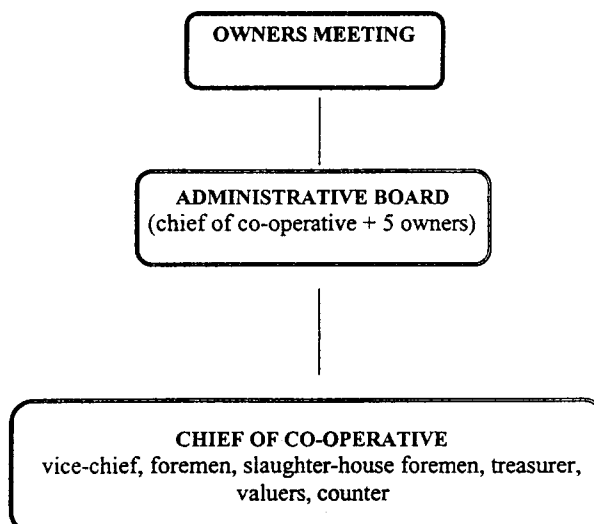 OWNERS MEETING
ADMINISTRATIVE BOARD
(chief of co-operative + 5 owners)
CHIEF OF CO-OPERATIVE
vice-chief, foremen, slaughter-house foremen, treasurer,
valuers, counter